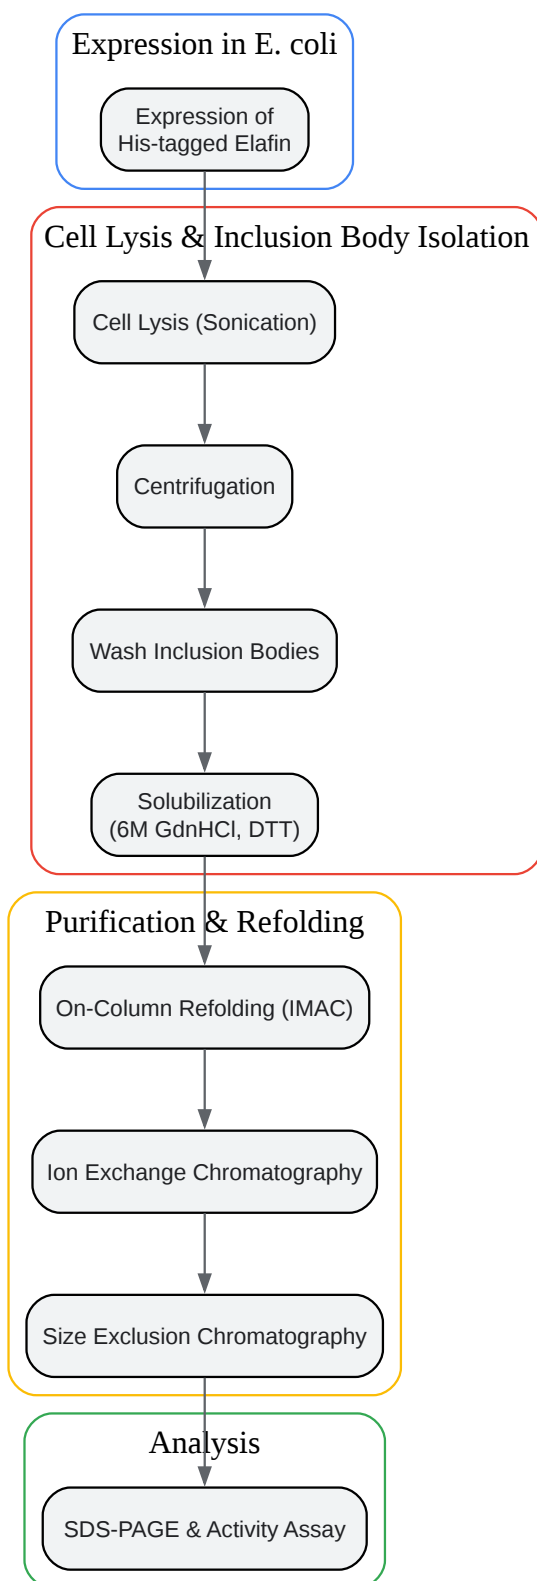 Expression in E. coli
Expression of
His-tagged Elafin
Cell Lysis & Inclusion Body Isolation
Cell Lysis (Sonication)
Centrifugation
Wash Inclusion Bodies
Solubilization
(6M GdnHCl, DTT)
Purification & Refolding
On-Column Refolding (IMAC)
Ion Exchange Chromatography
Size Exclusion Chromatography
Analysis
SDS-PAGE & Activity Assay